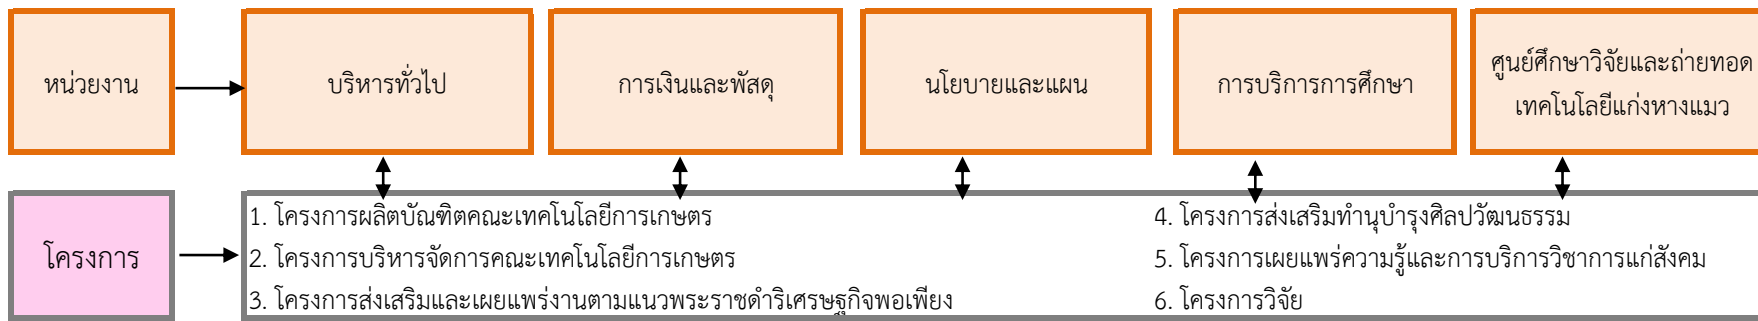 หน่วยงาน
บริหารทั่วไป
การเงินและพัสดุ
นโยบายและแผน
การบริการการศึกษา
ศูนย์ศึกษาวิจัยและถ่ายทอด
เทคโนโลยีแก่งหางแมว
โครงการ
1. โครงการผลิตบัณฑิตคณะเทคโนโลยีการเกษตร
2. โครงการบริหารจัดการคณะเทคโนโลยีการเกษตร
3. โครงการส่งเสริมและเผยแพร่งานตามแนวพระราชดำริเศรษฐกิจพอเพียง
4. โครงการส่งเสริมทำนุบำรุงศิลปวัฒนธรรม
5. โครงการเผยแพร่ความรู้และการบริการวิชาการแก่สังคม
6. โครงการวิจัย